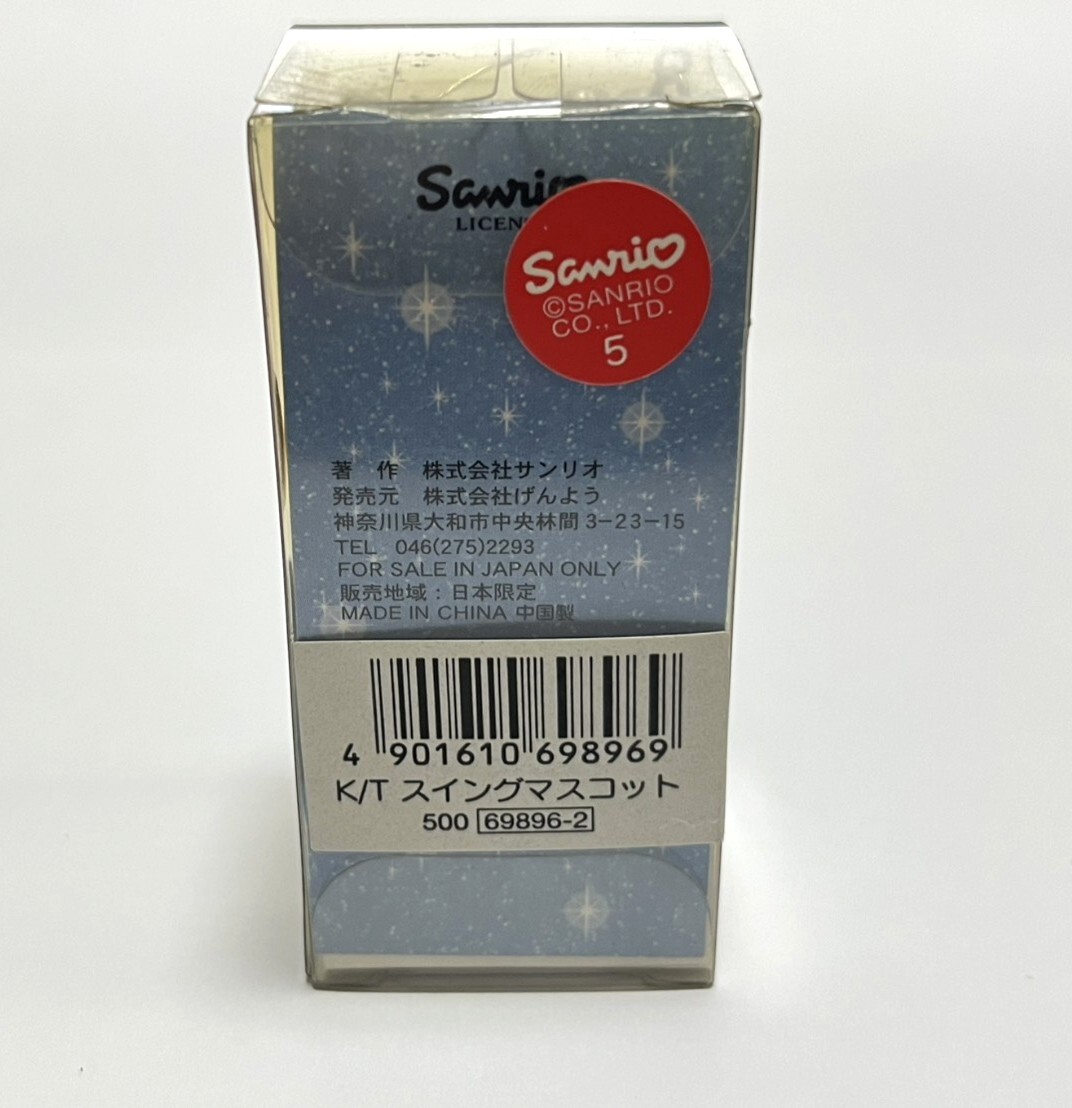 Sanrio
LICEN
Sanrio
©SANRIO
CO., LTD.
5
著 作 株式会社サンリオ
発売元 株式会社げんよう
神奈川県大和市中央林間3-23-15
TEL 046(275)2293
FOR SALE IN JAPAN ONLY
販売地域:日本限定
MADE IN CHINA 中国製
4 901610 698969
K/T スイングマスコット
500 69896-2